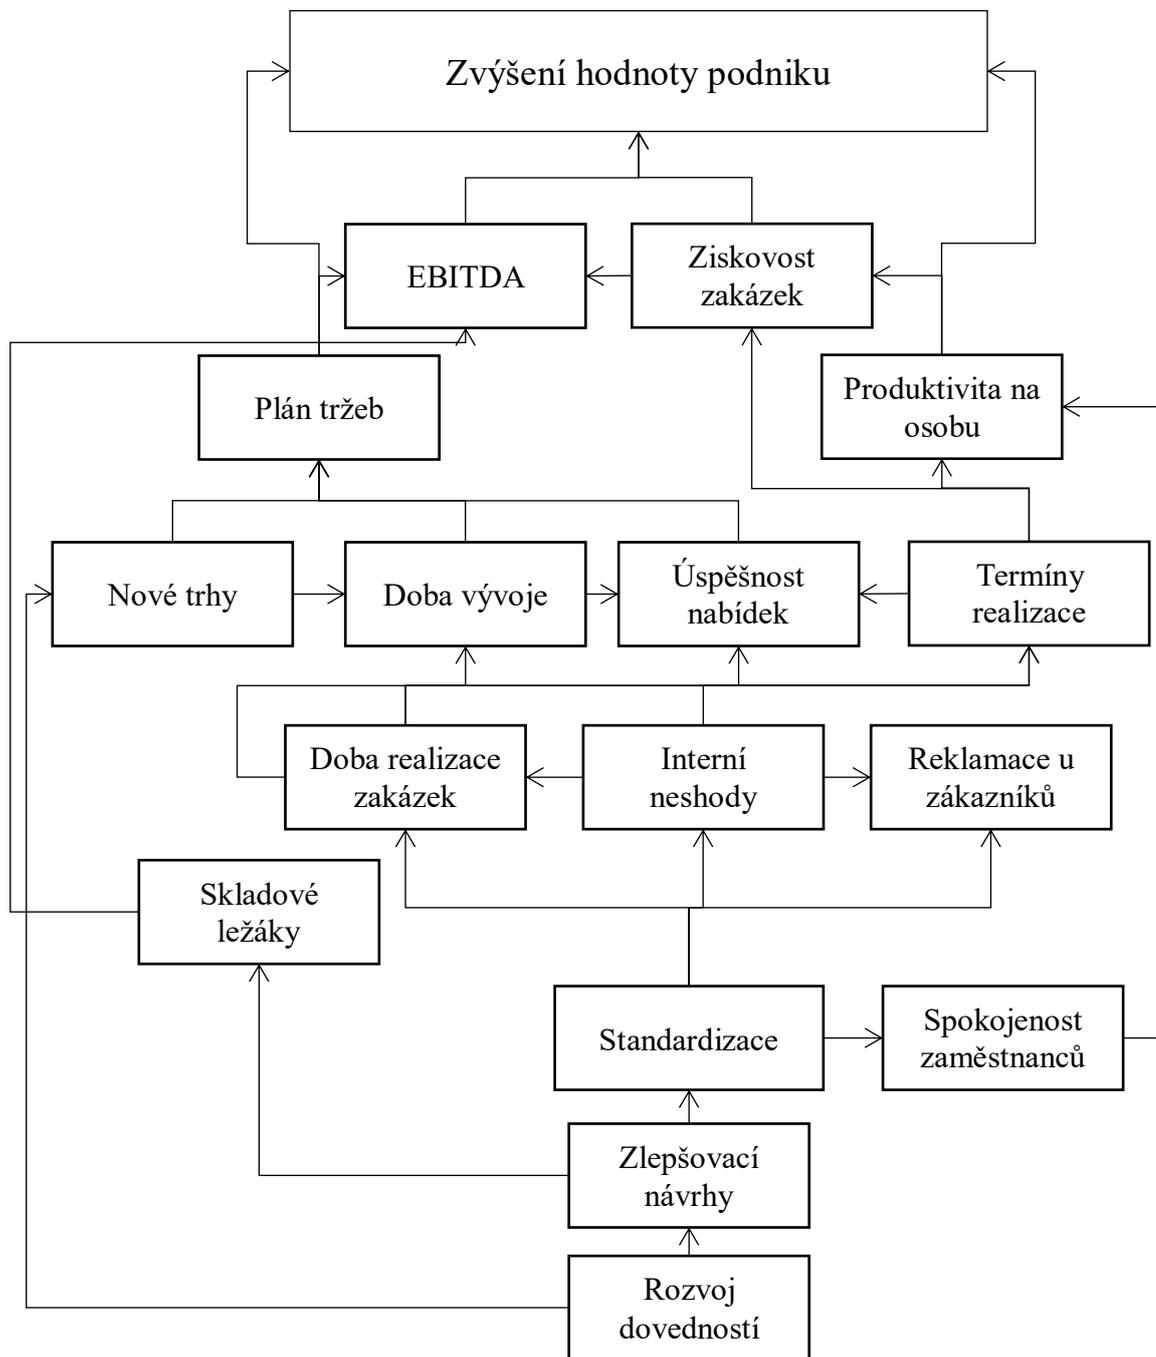 Zvýšení hodnoty podniku
EBITDA
Ziskovost
zakázek
Plán tržeb
Produktivita na
osobu
Nové trhy
Doba vývoje
Úspěšnost
nabídek
Termíny
realizace
Doba realizace
zakázek
Interní
neshody
Reklamace u
zákazníků
Skladové
ležáky
Standardizace
Spokojenost
zaměstnanců
Zlepšovací
návrhy
Rozvoj
dovedností